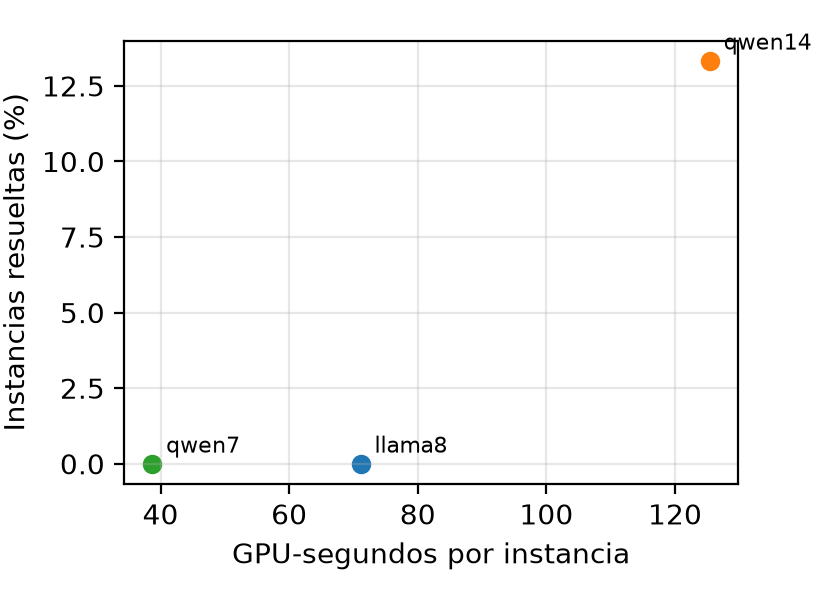 qwen14
Instancias resueltas (%)
12.5
10.0
7.5
5.0
2.5
0.0
qwen7
llama8
40 60 80 100 120
GPU-segundos por instancia